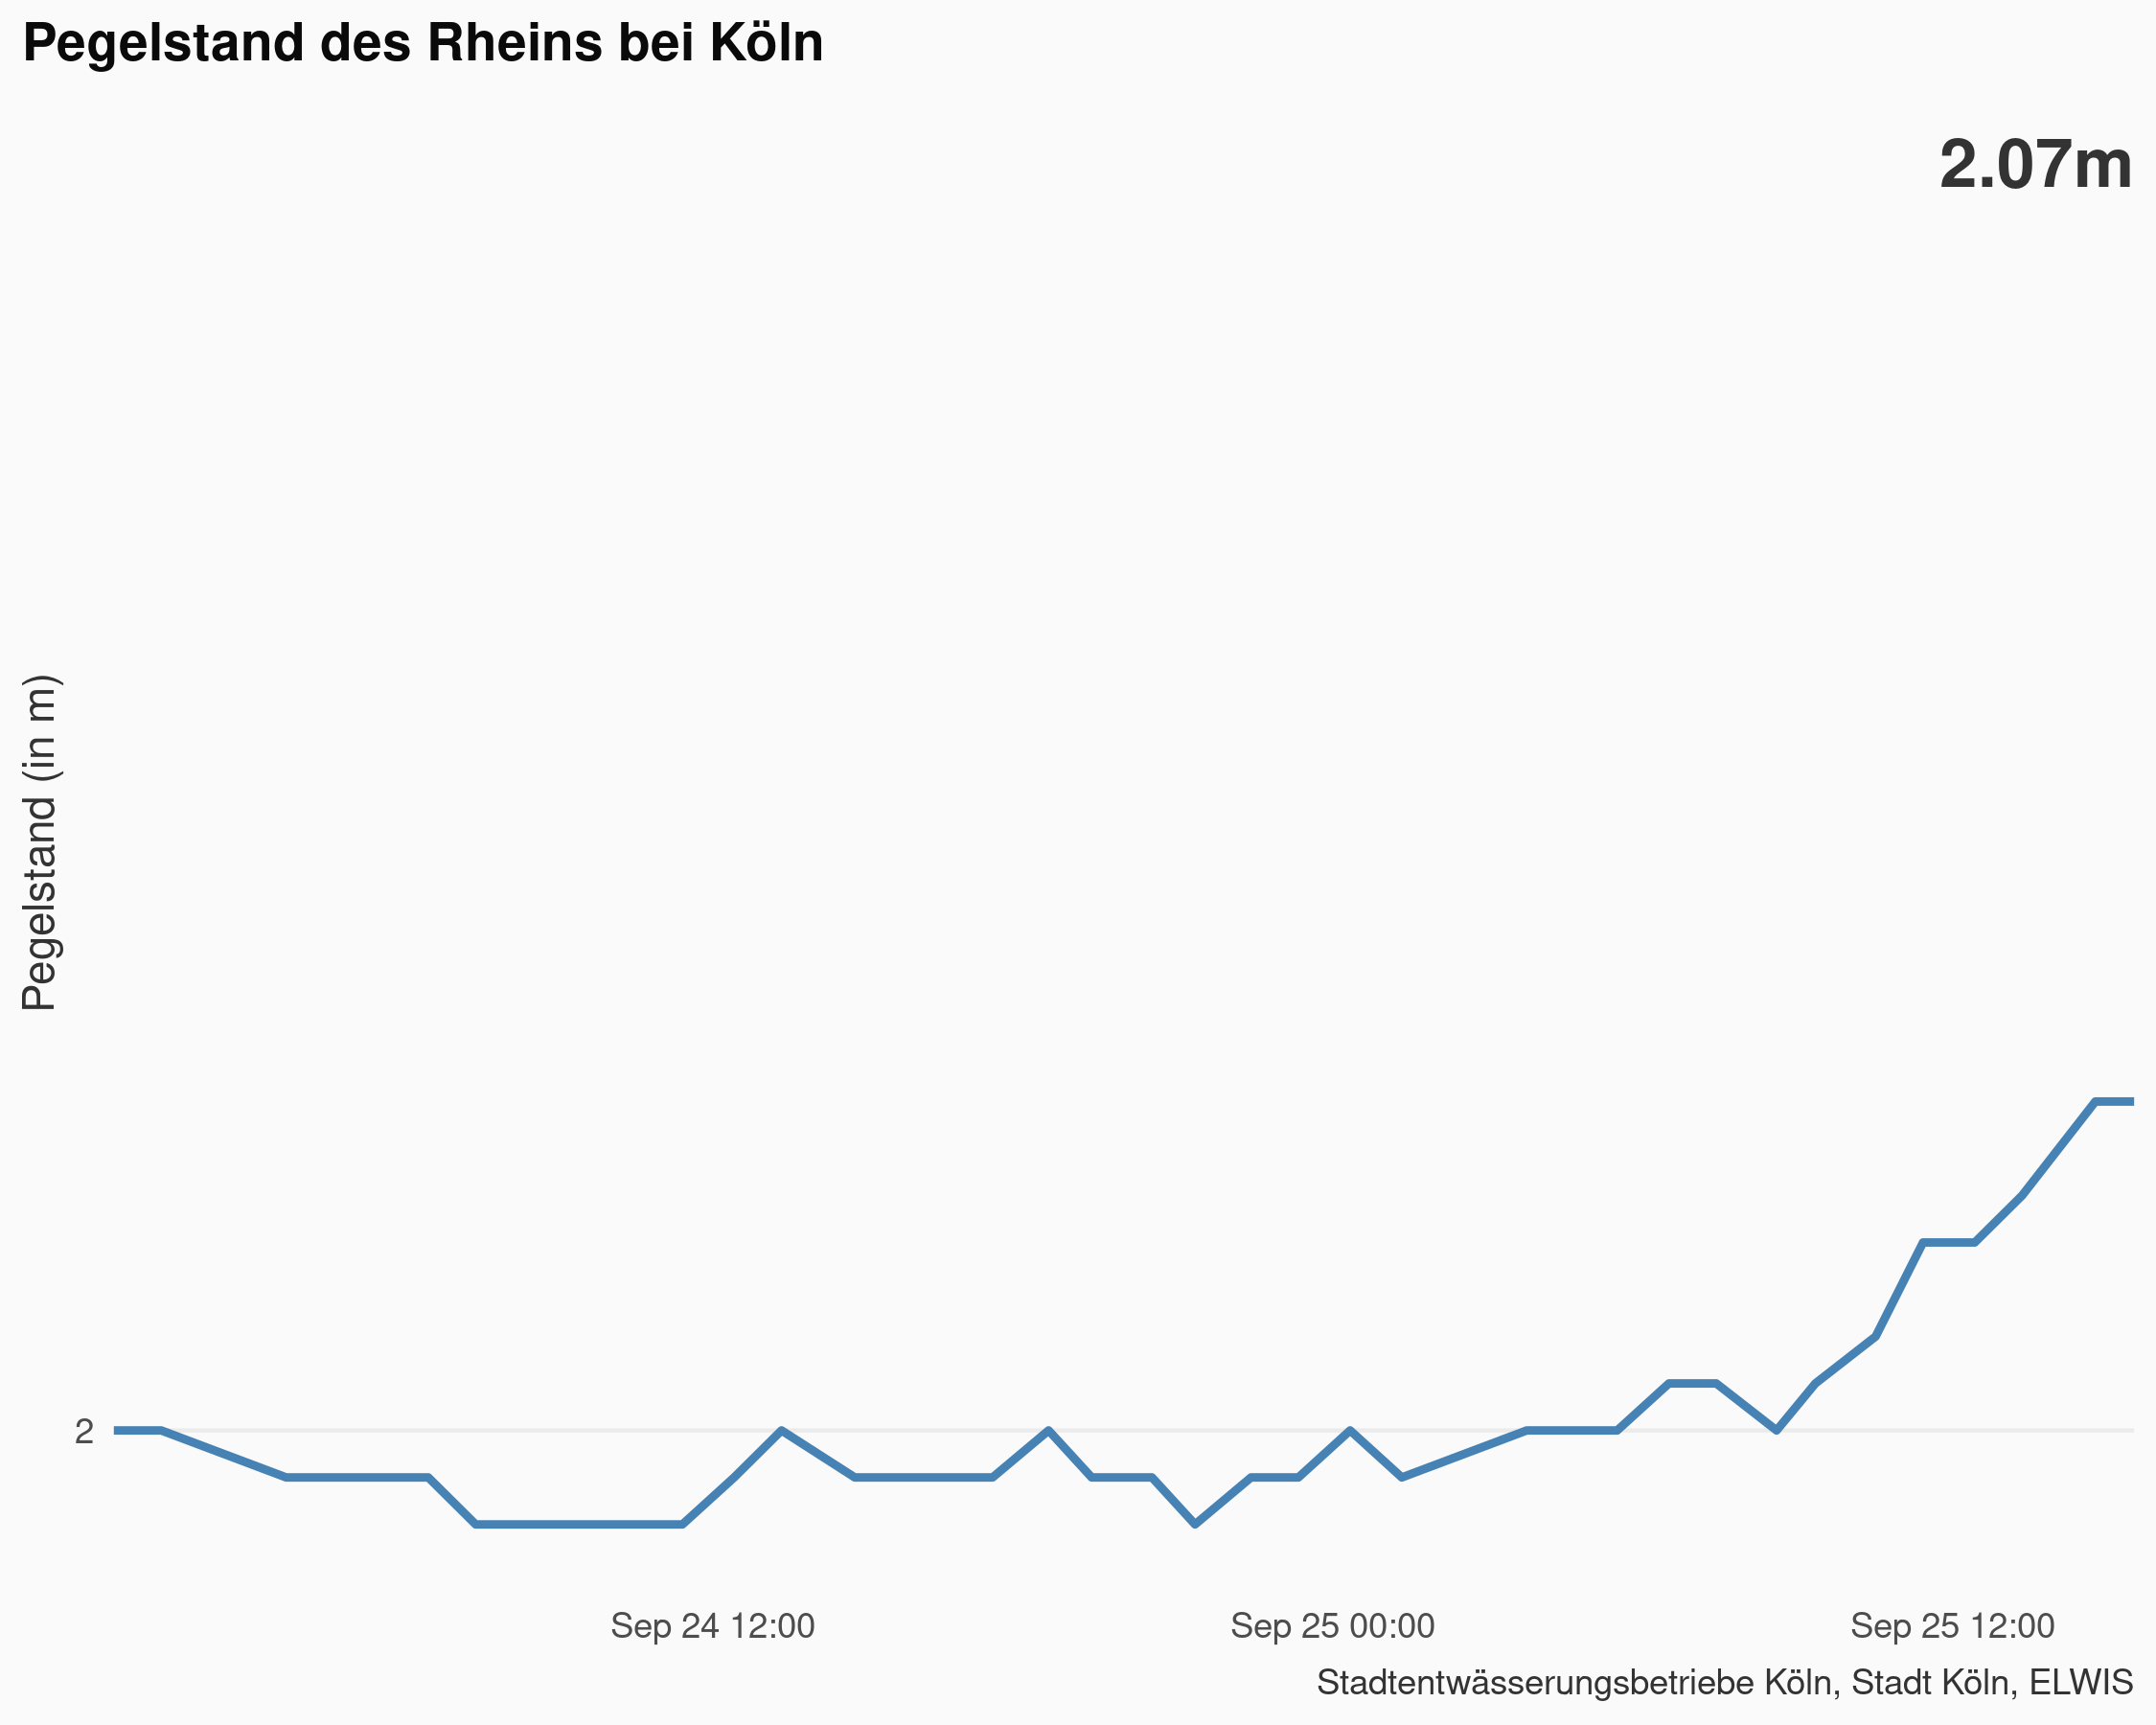 Pegelstand des Rheins bei Köln
2.07m
Pegelstand (in m)
2
Sep 24 12:00
Sep 25 00:00
Sep 25 12:00
Stadtentwässerungsbetriebe Köln, Stadt Köln, ELWIS